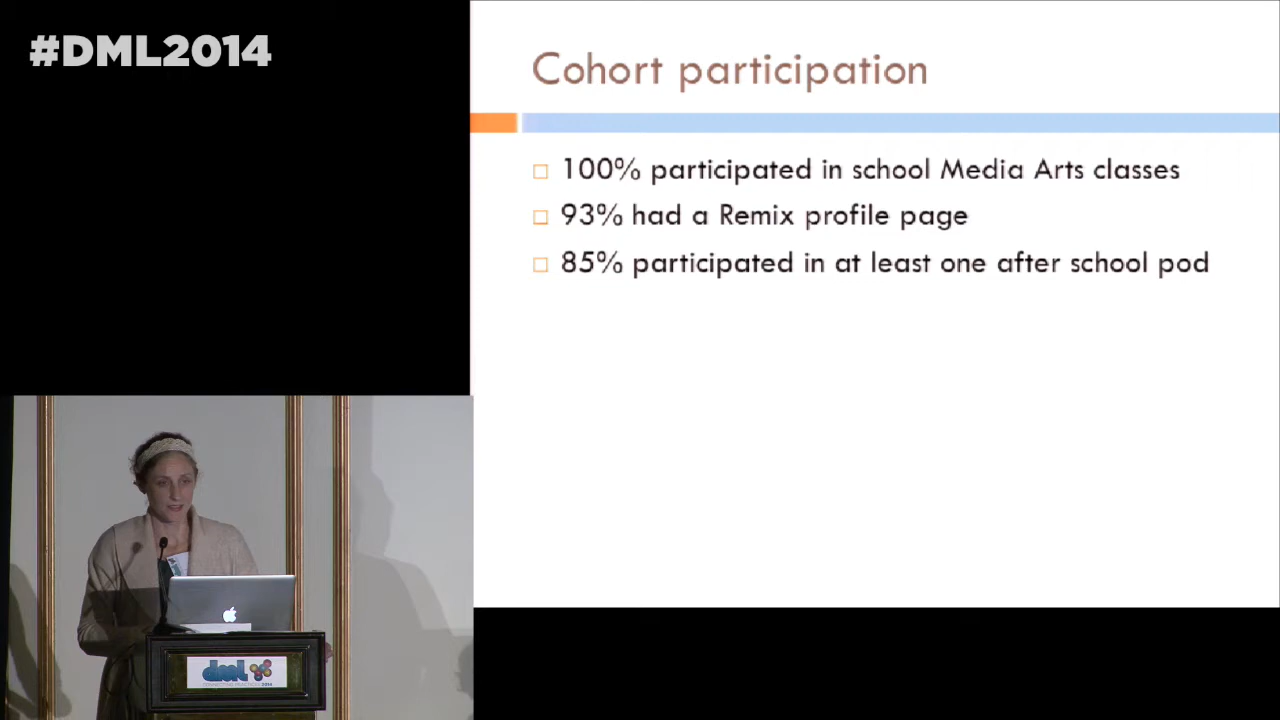 #DML2014
Cohort participation
100% participated in school Media Arts classes
93% had a Remix profile page
85% participated in at least one after school pod
dml